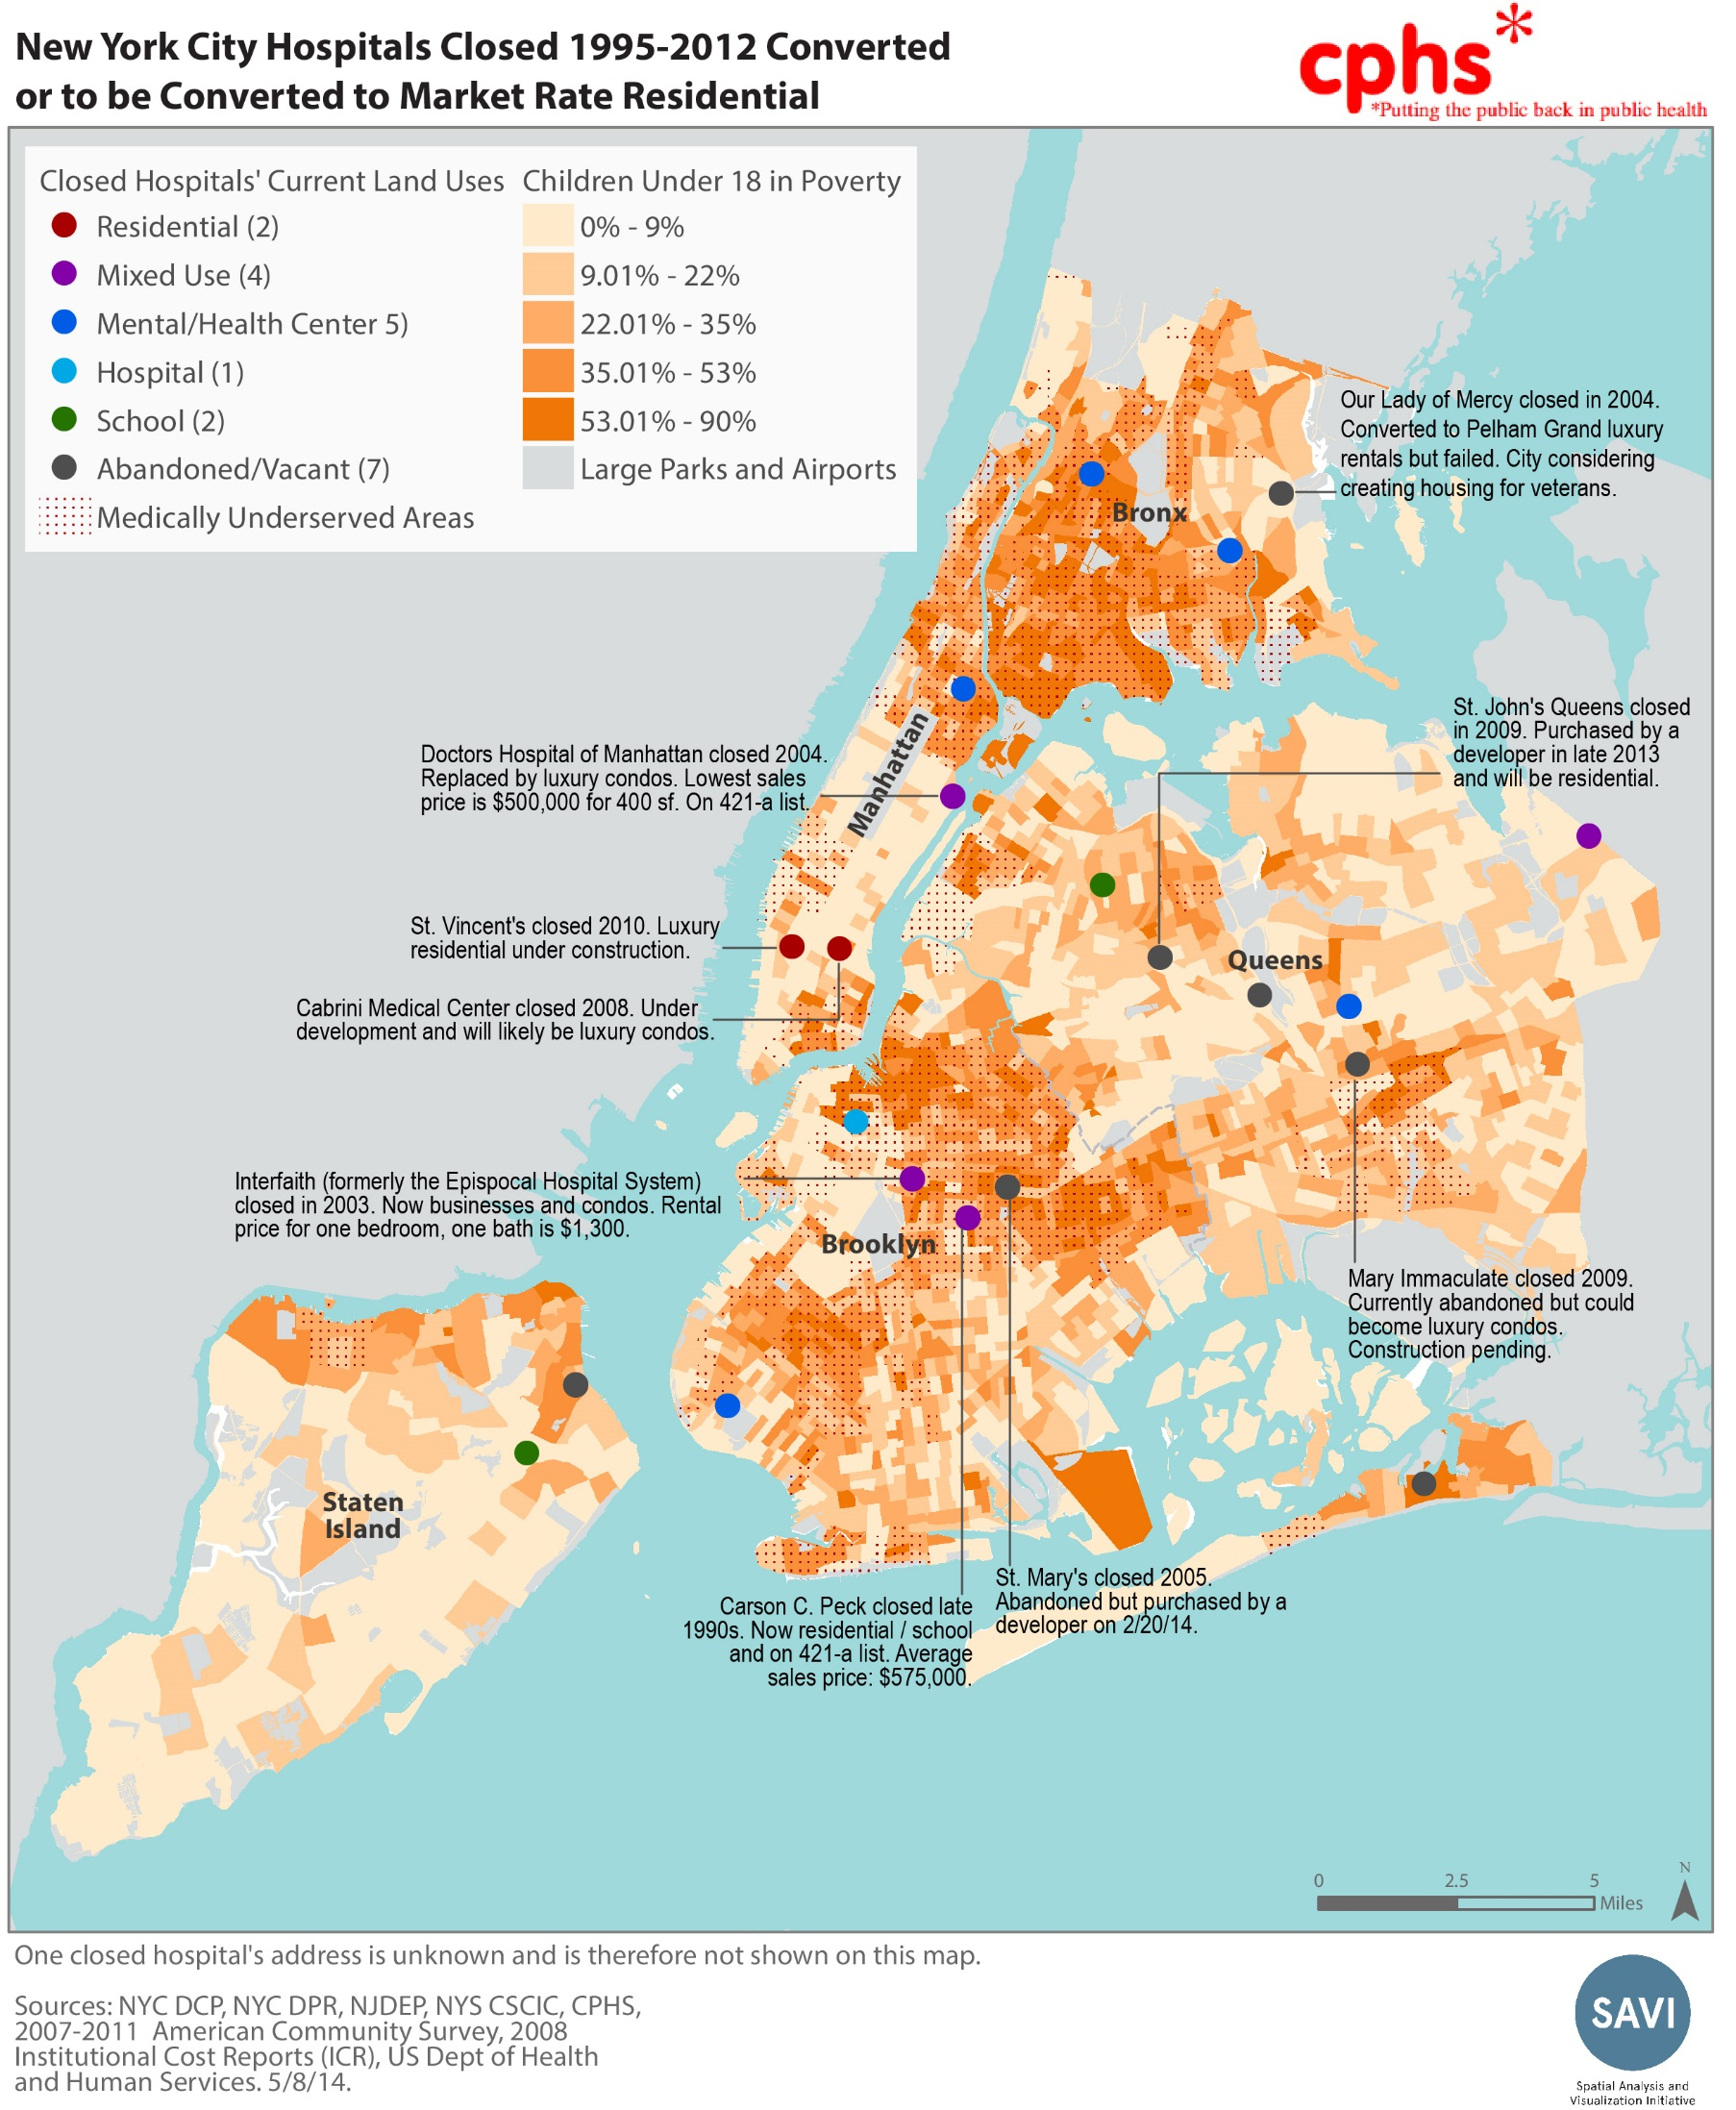 New York City Hospitals Closed 1995-2012 Converted
or to be Converted to Market Rate Residential
cphs*
*Putting the public back in public health
Closed Hospitals' Current Land Uses
Residential (2)
Mixed Use (4)
Mental/Health Center 5)
Hospital (1)
School (2)
Abandoned/Vacant (7)
Medically Underserved Areas
Children Under 18 in Poverty
0% - 9%
9.01% - 22%
22.01% - 35%
35.01% - 53%
53.01% - 90%
Large Parks and Airports
Our Lady of Mercy closed in 2004.
Converted to Pelham Grand luxury
rentals but failed. City considering
creating housing for veterans.
Bronx
St. John's Queens closed
in 2009. Purchased by a
developer in late 2013
and will be residential.
Manhattan
Doctors Hospital of Manhattan closed 2004.
Replaced by luxury condos. Lowest sales
price is $500,000 for 400 sf. On 421-a list.
St. Vincent's closed 2010. Luxury
residential under construction.
Queens
Cabrini Medical Center closed 2008. Under
development and will likely be luxury condos.
Interfaith (formerly the Epispocal Hospital System)
closed in 2003. Now businesses and condos. Rental
price for one bedroom, one bath is $1,300.
Brooklyn
Mary Immaculate closed 2009.
Currently abandoned but could
become luxury condos.
Construction pending.
Staten
Island
St. Mary's closed 2005.
Abandoned but purchased by a
developer on 2/20/14.
Carson C. Peck closed late
1990s. Now residential / school
and on 421-a list. Average
sales price: $575,000.
0 2.5 5
Miles
N
One closed hospital's address is unknown and is therefore not shown on this map.
Sources: NYC DCP, NYC DPR, NJDEP, NYS CSCIC, CPHS,
2007-2011 American Community Survey, 2008
Institutional Cost Reports (ICR), US Dept of Health
and Human Services. 5/8/14.
SAVI
Spatial Analysis and
Visualization Initiative